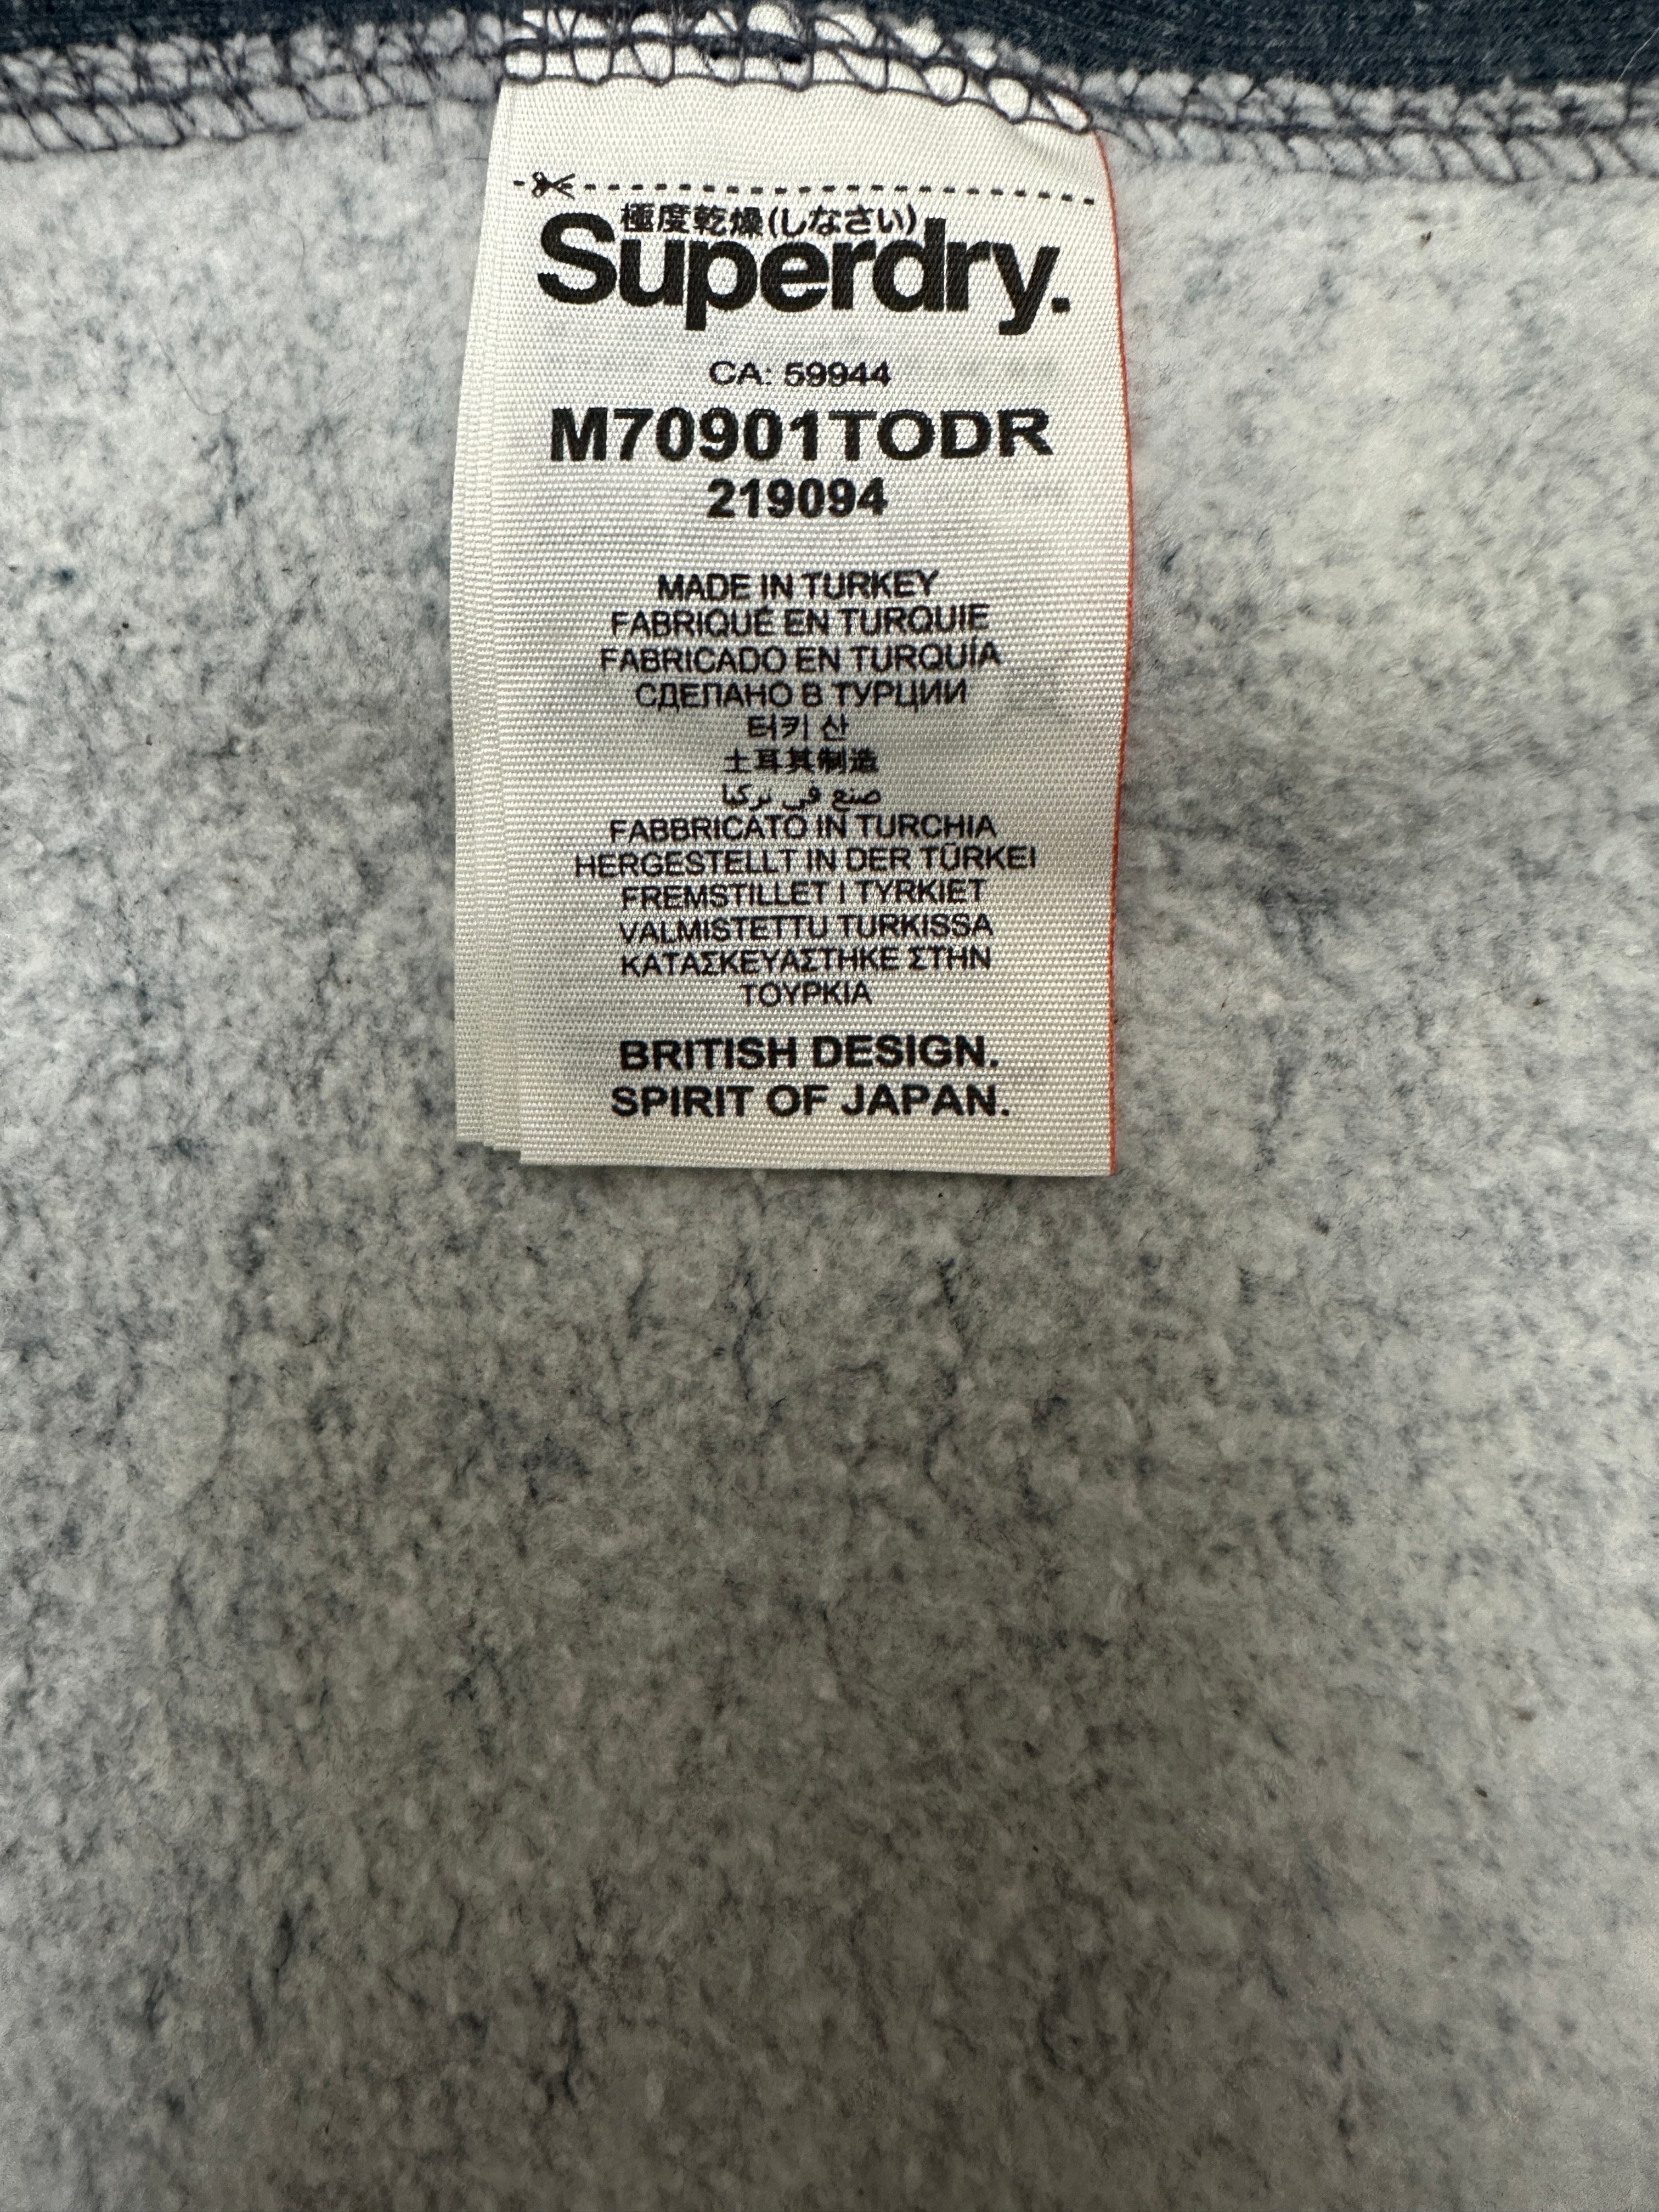 極度乾燥(しなさい)
Superdry.
CA: 59944
M70901TODR
219094
MADE IN TURKEY
FABRIQUÉ EN TURQUIE
FABRICADO EN TURQUÍA
СДЕПАНО В ТУРЦИИ
터키 산
土耳其制造
صنع في تركيا
FABBRICATO IN TURCHIA
HERGESTELLT IN DER TÜRKEI
FREMSTILLET I TYRKIET
VALMISTETTU TURKISSA
ΚΑΤΑΣΚΕΥΑΣΤΗΚΕ ΣΤΗΝ
ΤΟΥΡΚΙΑ
BRITISH DESIGN.
SPIRIT OF JAPAN.